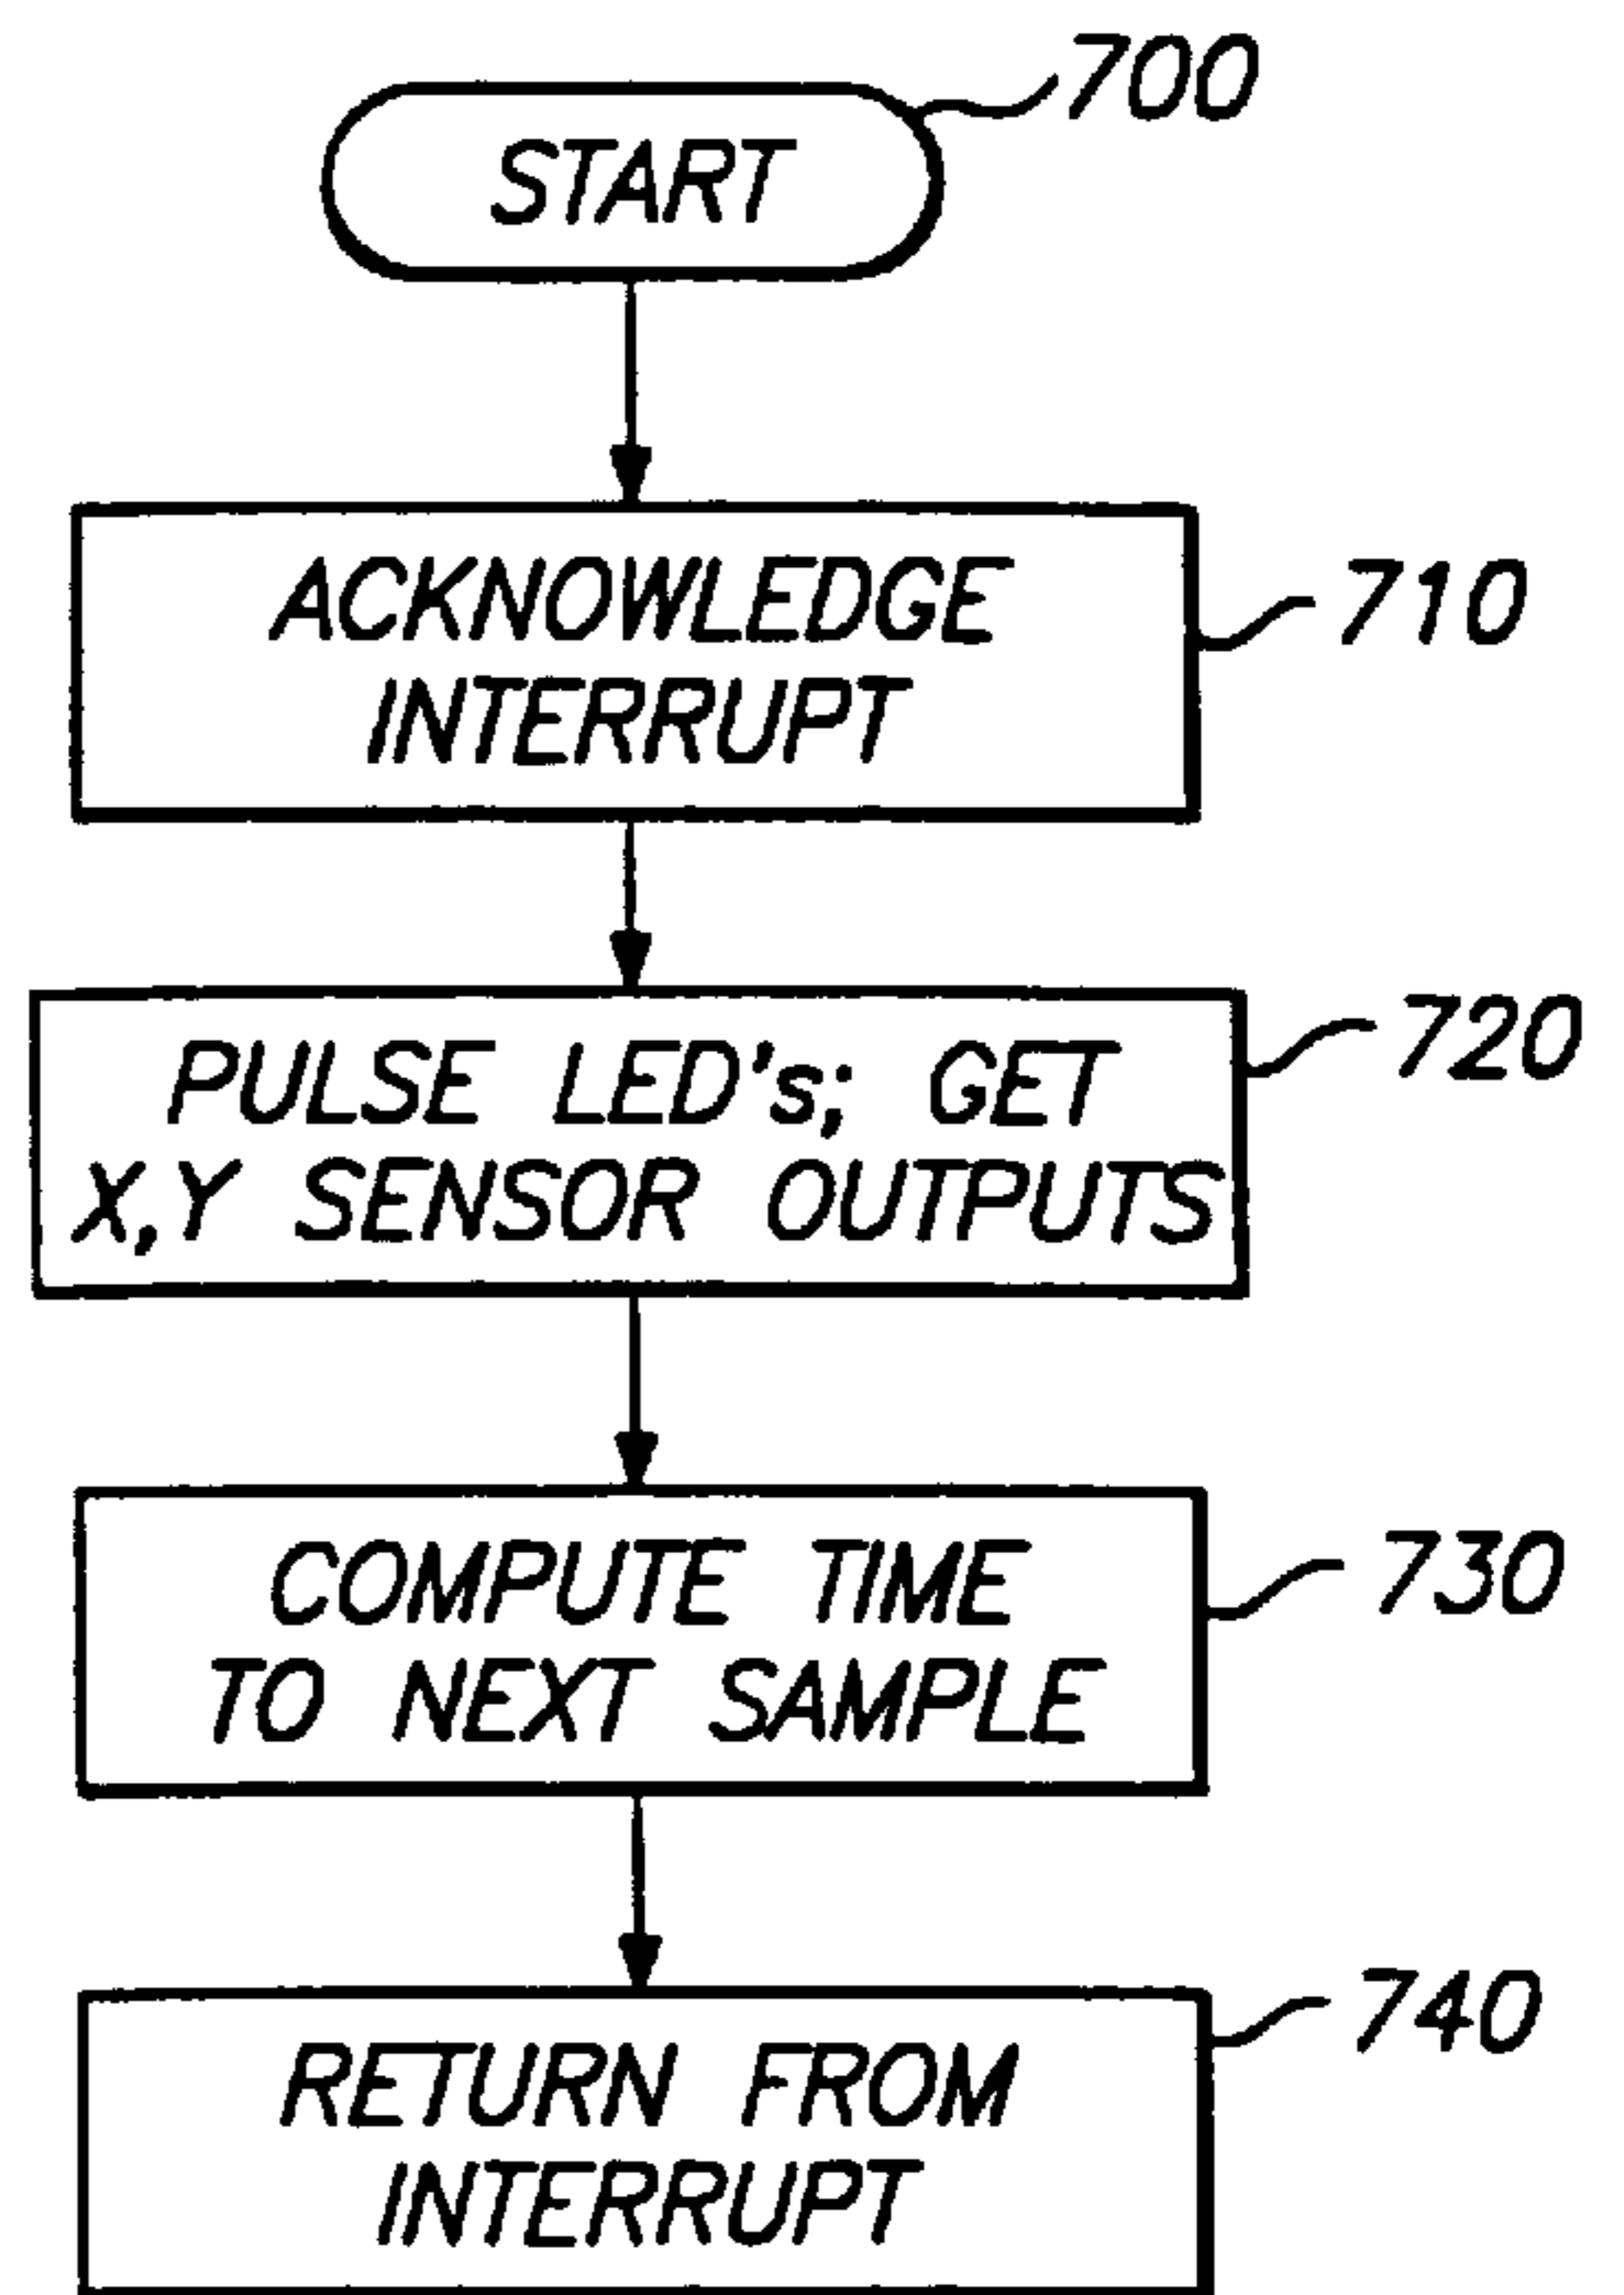 START
700
ACKNOWLEDGE
INTERRUPT
710
PULSE LED's; GET
X,Y SENSOR OUTPUTS
720
COMPUTE TIME
TO NEXT SAMPLE
730
RETURN FROM
INTERRUPT
740